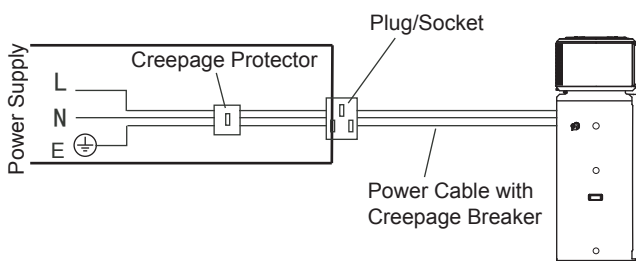 Plug/Socket
Creepage Protector
Power Supply
L
N
E
Power Cable with
Creepage Breaker